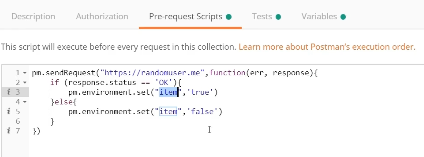 Description Authorization Pre-request Scripts Tests Variables
This script will execute before every request in this collection. Learn more about Postman's execution order.
1 pm.sendRequest("https://randomuser.me",function(err, response){
2 if (response.status == 'OK'){
i 3 pm.environment.set("item",'true')
4 }else{
i 5 pm.environment.set("item",'false')
6 }
i 7 })